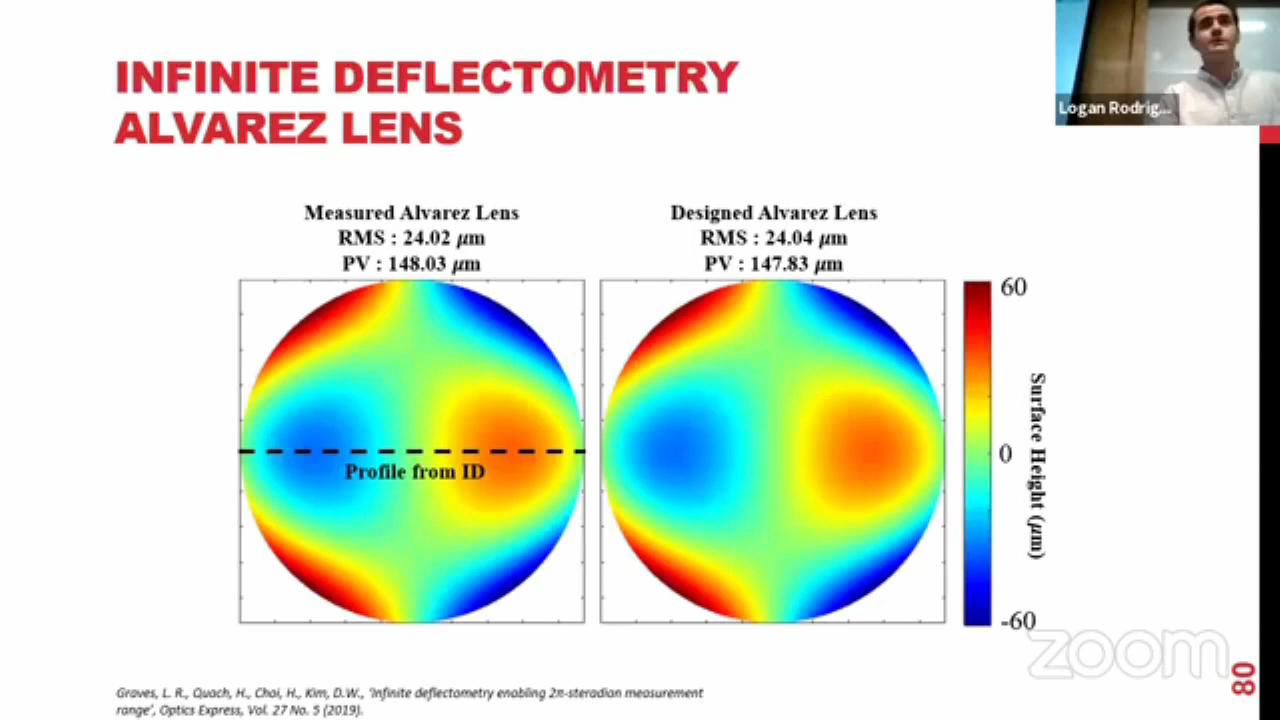 INFINITE DEFLECTOMETRY
ALVAREZ LENS
Logan Rodrig...
Measured Alvarez Lens
RMS : 24.02 μm
PV : 148.03 μm
Designed Alvarez Lens
RMS : 24.04 μm
PV : 147.83 μm
Profile from ID
60
0
-60
Surface Height (μm)
zoom
80
Graves, L. R., Quach, H., Choi, H., Kim, D.W., 'Infinite deflectometry enabling 2π-steradian measurement
range', Optics Express, Vol. 27 No. 5 (2019).